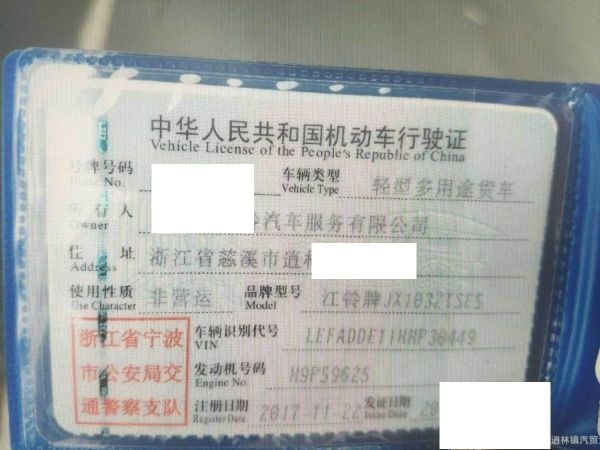 中华人民共和国机动车行驶证
Vehicle License of the People's Republic of China
号牌号码
Plate No.
车辆类型 轻型多用途货车
Vehicle Type
所有人 汽车服务有限公司
Owner
住址 浙江省慈溪市道
Address
使用性质 非营运 品牌型号 江铃牌JX1032TSE5
Use Character Model
浙江省宁波
市公安局交
通警察支队
车辆识别代号 LEFADDE11HHP38449
VIN
发动机号码 H9P59625
Engine No.
注册日期 2017-11-22 发证日期 20
Register Date Issue Date
道林镇汽贸